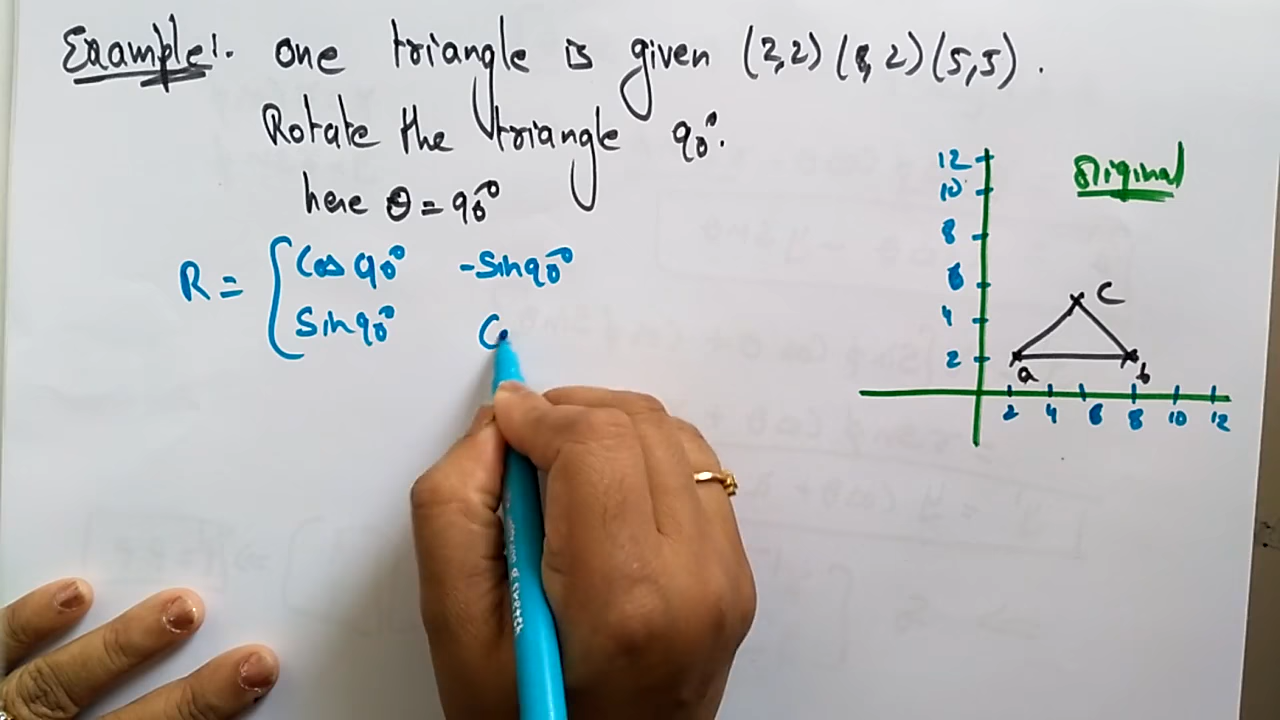 Example:- one triangle is given (2,2) (8,2) (5,5).
Rotate the triangle 90°.
here θ = 90°
R = [ Cos 90° -Sin 90°
Sin 90° C
Original
12
10
8
6
4
2
2 4 6 8 10 12
a b c